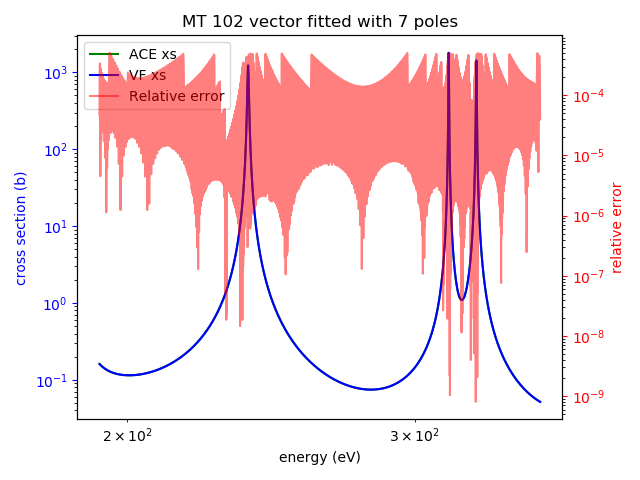 MT 102 vector fitted with 7 poles
ACE xs
VF xs
Relative error
cross section (b)
10³
10²
10¹
10⁰
10⁻¹
relative error
10⁻⁴
10⁻⁵
10⁻⁶
10⁻⁷
10⁻⁸
10⁻⁹
2 × 10²
3 × 10²
energy (eV)